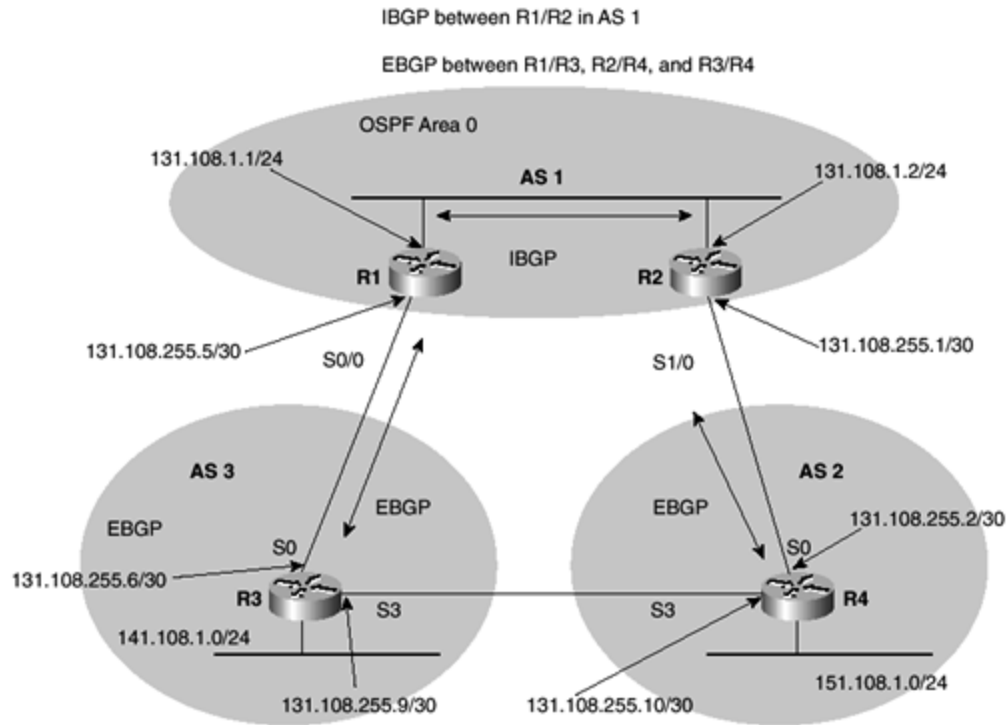 IBGP between R1/R2 in AS 1
EBGP between R1/R3, R2/R4, and R3/R4
OSPF Area 0
131.108.1.1/24
AS 1
131.108.1.2/24
IBGP
R1
R2
131.108.255.5/30
131.108.255.1/30
S0/0
S1/0
AS 3
AS 2
EBGP
EBGP
EBGP
131.108.255.2/30
S0
S0
131.108.255.6/30
R3
R4
S3
S3
141.108.1.0/24
151.108.1.0/24
131.108.255.9/30
131.108.255.10/30